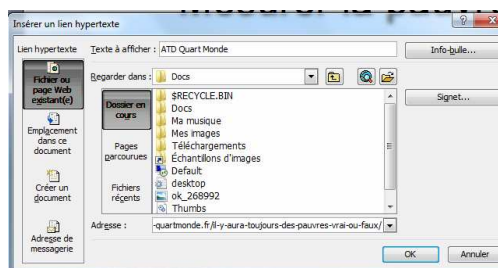 Mesurer la pauvre
Insérer un lien hypertexte
Lien hypertexte
Texte à afficher : ATD Quart Monde
Info-bulle...
Fichier ou page Web existant(e)
Regarder dans : Docs
Signet...
Dossier en cours
$RECYCLE.BIN
Docs
Ma musique
Mes images
Téléchargements
Échantillons d'images
Default
desktop
ok_268992
Thumbs
Emplacement dans ce document
Pages parcourues
Créer un document
Fichiers récents
Adresse de messagerie
Adresse : -quartmonde.fr/il-y-aura-toujours-des-pauvres-vrai-ou-faux/
OK
Annuler